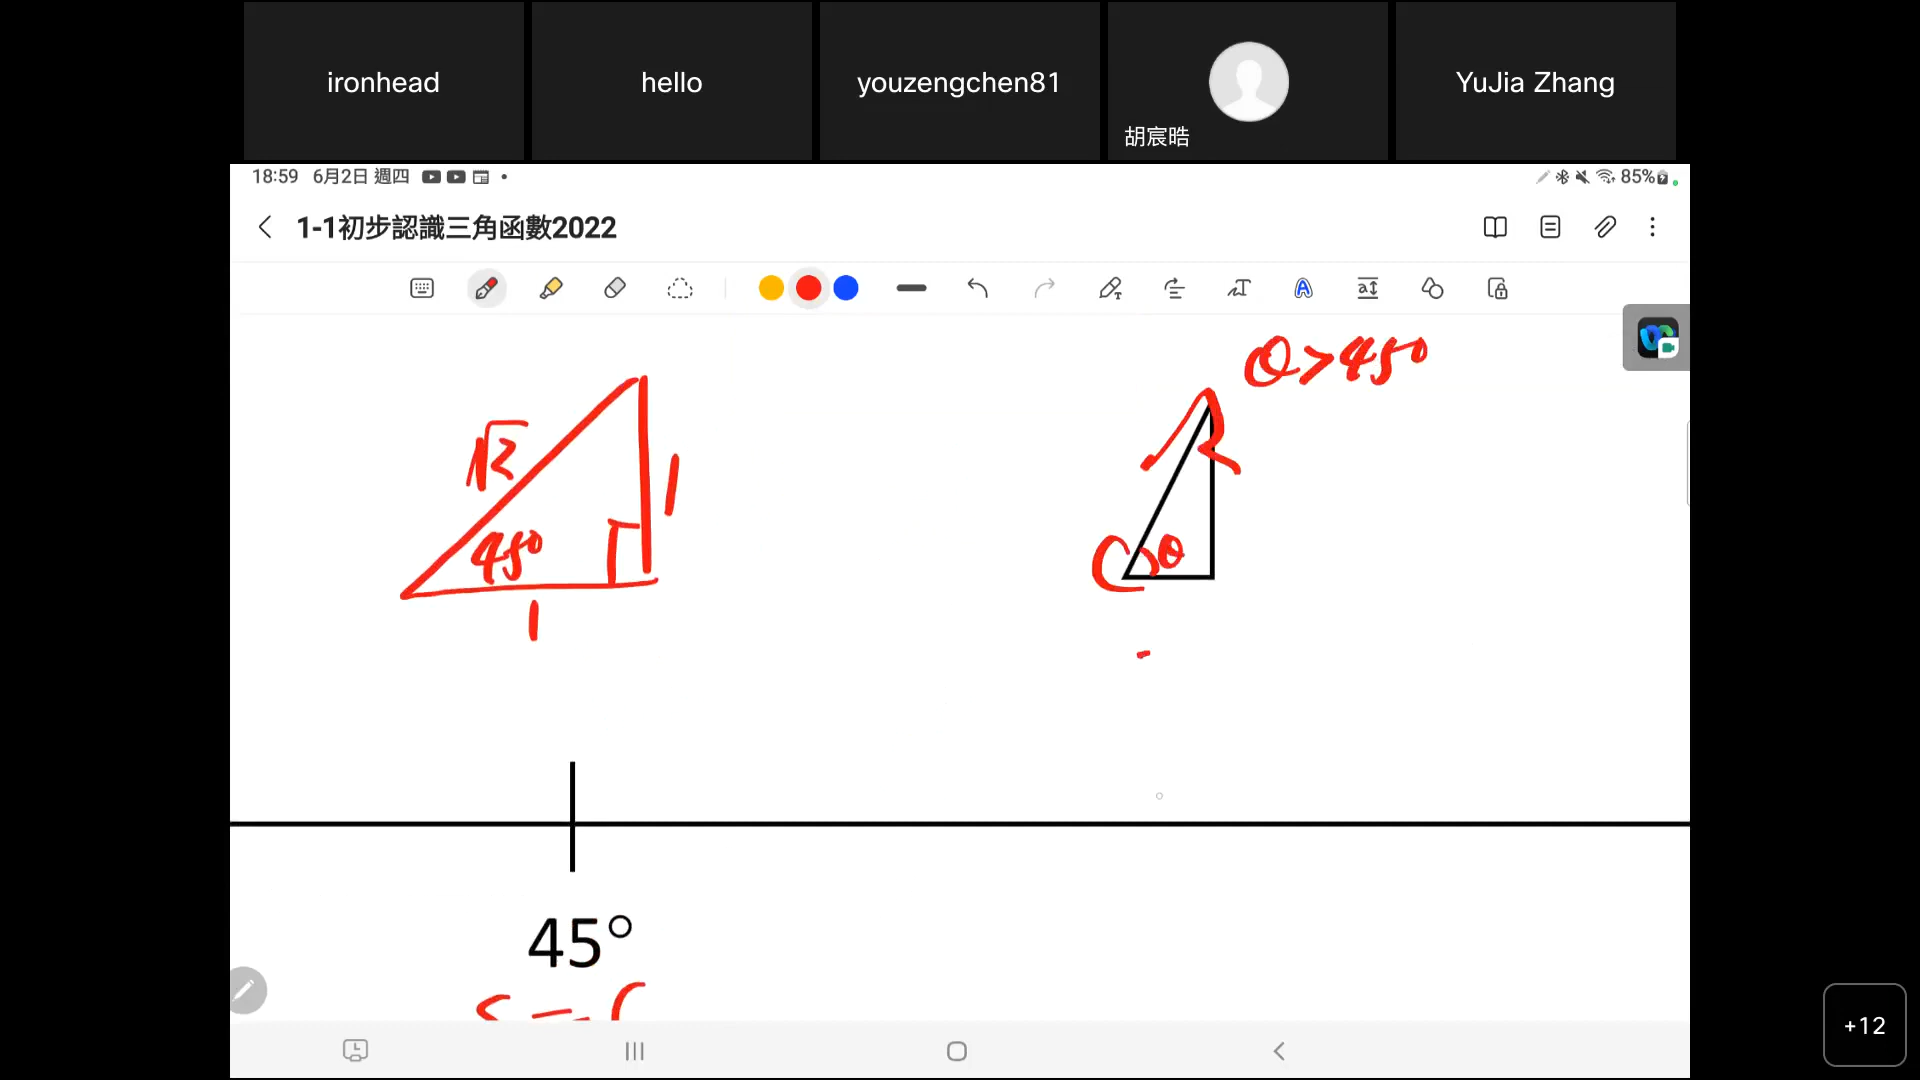 ironhead
hello
youzengchen81
胡宸晧
YuJia Zhang
18:59 6月2日 週四
85%
1-1初步認識三角函數2022
θ>45°
√2
1
45°
θ
1
45°
S=C
+12